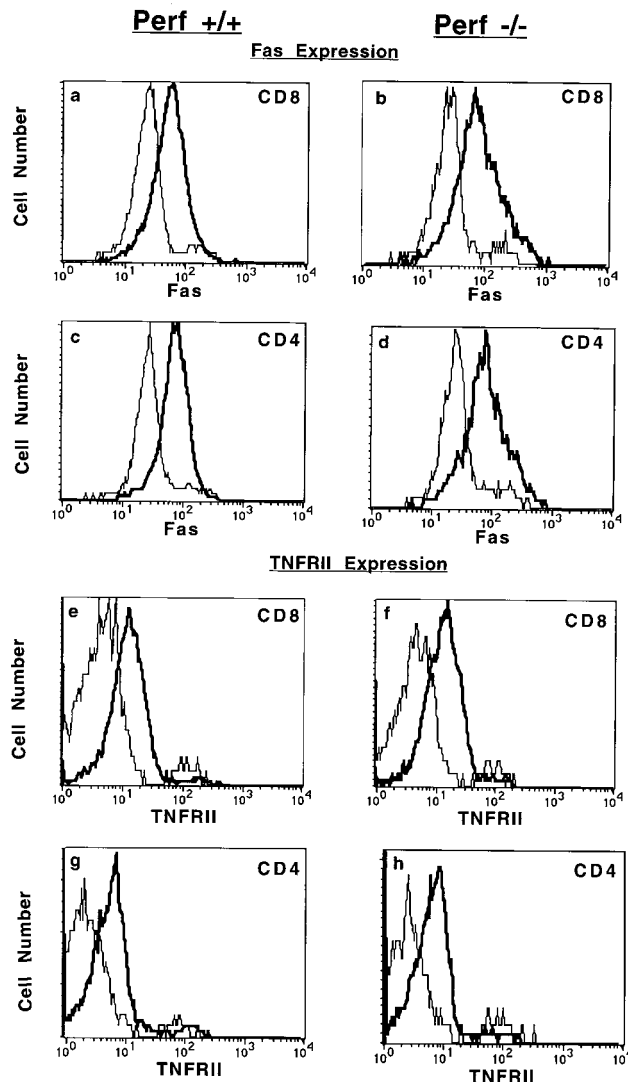 Perf +/+ Perf -/-
Fas Expression
a CD8
Cell Number
10^0 10^1 10^2 10^3 10^4
Fas
b CD8
10^0 10^1 10^2 10^3 10^4
Fas
c CD4
Cell Number
10^0 10^1 10^2 10^3 10^4
Fas
d CD4
10^0 10^1 10^2 10^3 10^4
Fas
TNFRII Expression
e CD8
Cell Number
10^0 10^1 10^2 10^3 10^4
TNFRII
f CD8
10^0 10^1 10^2 10^3 10^4
TNFRII
g CD4
Cell Number
10^0 10^1 10^2 10^3 10^4
TNFRII
h CD4
10^0 10^1 10^2 10^3 10^4
TNFRII